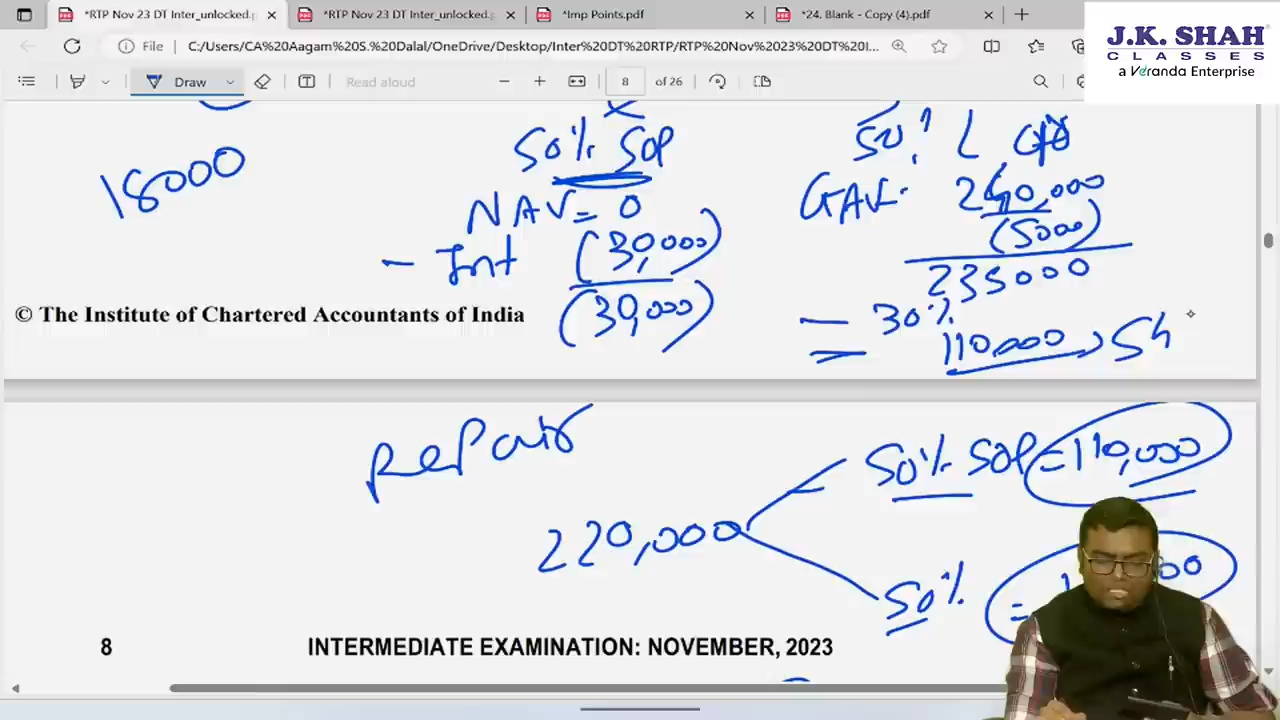 *RTP Nov 23 DT Inter_unlocked.p
*RTP Nov 23 DT Inter_unlocked.p
*Imp Points.pdf
*24. Blank - Copy (4).pdf
J.K. SHAH
CLASSES
a Veranda Enterprise
File
C:/Users/CA%20Aagam%20S.%20Dalal/OneDrive/Desktop/Inter%20DT%20RTP/RTP%20Nov%202023%20DT%20I...
Draw
Read aloud
8
of 26
18000
50% SOP
NAV = 0
- Int (30,000)
(30,000)
50% L
GAV 240,000
(5000)
235000
- 30%
110,000
© The Institute of Chartered Accountants of India
Repair
220,000
50% SOP = 110,000
50% =
8
INTERMEDIATE EXAMINATION: NOVEMBER, 2023